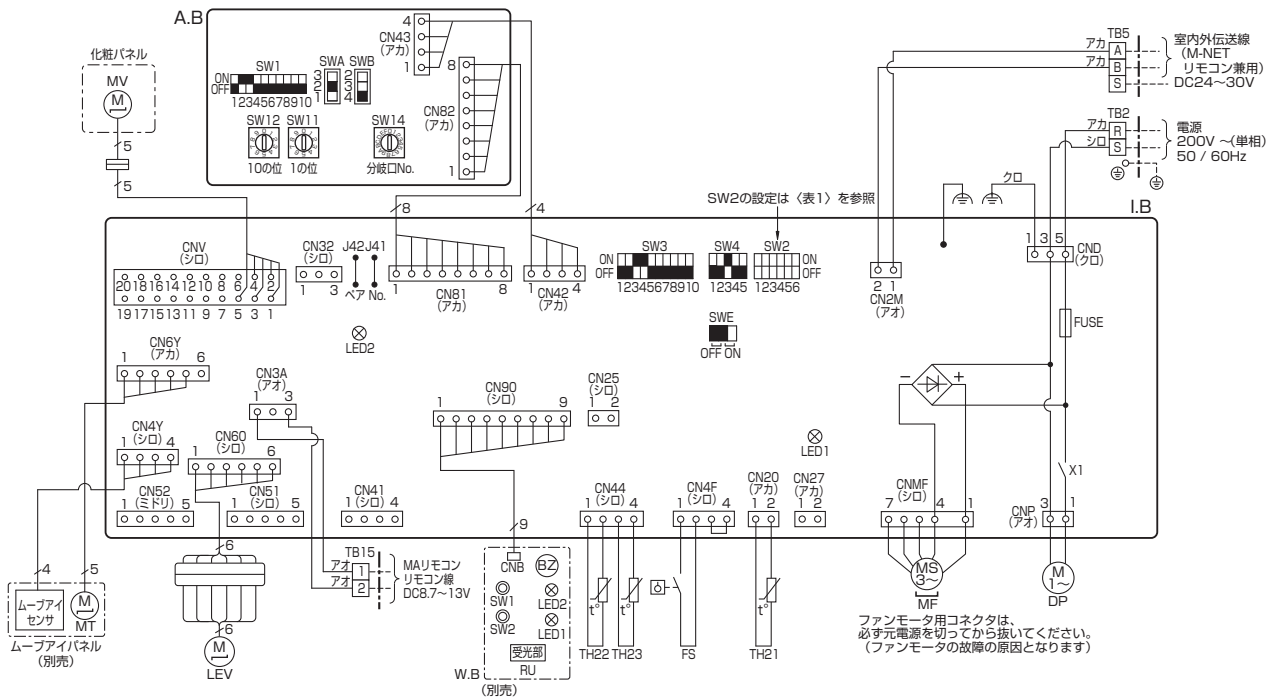 A.B
CN43
(アカ)
4
1
SW1
ON
OFF
12345678910
SWA
3
2
1
SWB
2
3
4
8
CN82
(アカ)
1
SW12
10の位
SW11
1の位
SW14
分岐口No.
化粧パネル
MV
M
5
5
TB5
アカ
A
アカ
B
S
室内外伝送線
(M-NET
リモコン兼用)
DC24～30V
TB2
アカ
R
シロ
S
電源
200V ～(単相)
50 / 60Hz
クロ
I.B
8
4
SW2の設定は〈表1〉を参照
CNV
(シロ)
20 18 16 14 12 10 8 6 4 2
19 17 15 13 11 9 7 5 3 1
CN32
(シロ)
1 3
J42 J41
ペア No.
LED2
1 8
CN81
(アカ)
1 4
CN42
(アカ)
SW3
ON
OFF
12345678910
SW4
12345
SW2
ON
OFF
123456
SWE
OFF ON
2 1
CN2M
(アオ)
1 3 5
CND
(クロ)
FUSE
CN6Y
(アカ)
1 6
CN3A
(アオ)
1 3
CN4Y
(シロ)
1 4
CN60
(シロ)
1 6
CN90
(シロ)
1 9
CN25
(シロ)
1 2
LED1
－ ＋
X1
CN52
(ミドリ)
1 5
CN51
(シロ)
1 5
CN41
(シロ)
1 4
CN44
(シロ)
1 4
CN4F
(シロ)
1 4
CN20
(アカ)
1 2
CN27
(アカ)
1 2
CNMF
(シロ)
7 4 1
CNP
(アオ)
3 1
4
5
6
ムーブアイ
センサ
M
MT
ムーブアイパネル
(別売)
6
M
LEV
TB15
アオ
1
アオ
2
MAリモコン
リモコン線
DC8.7～13V
9
CNB
BZ
SW1
SW2
LED2
LED1
受光部
RU
W.B
(別売)
t°
t°
TH22 TH23
FS
t°
TH21
MS
3～
MF
M
1～
DP
ファンモータ用コネクタは、
必ず元電源を切ってから抜いてください。
(ファンモータの故障の原因となります)